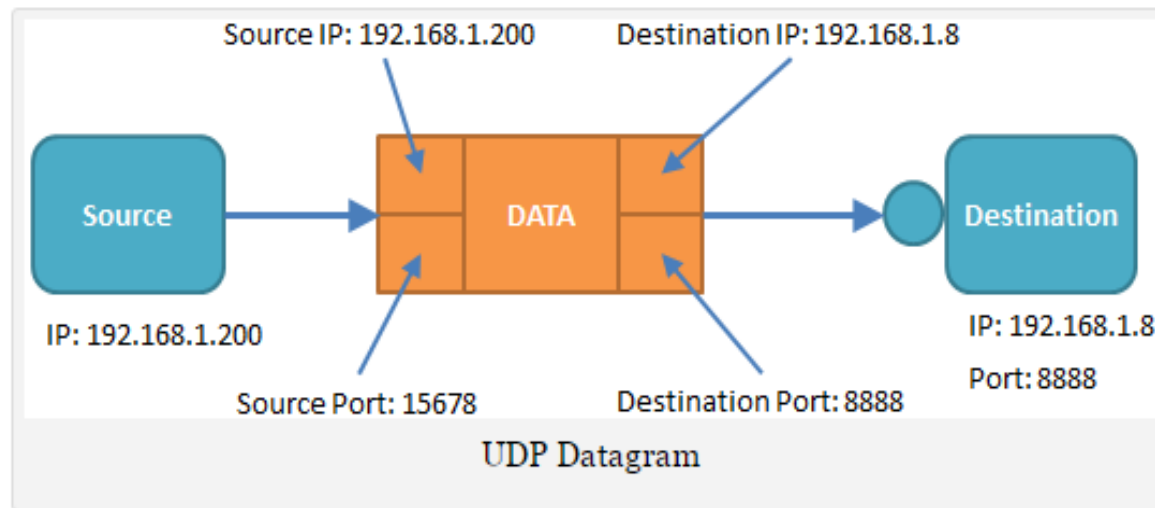 Source IP: 192.168.1.200
Destination IP: 192.168.1.8
Source
DATA
Destination
IP: 192.168.1.200
IP: 192.168.1.8
Port: 8888
Source Port: 15678
Destination Port: 8888
UDP Datagram